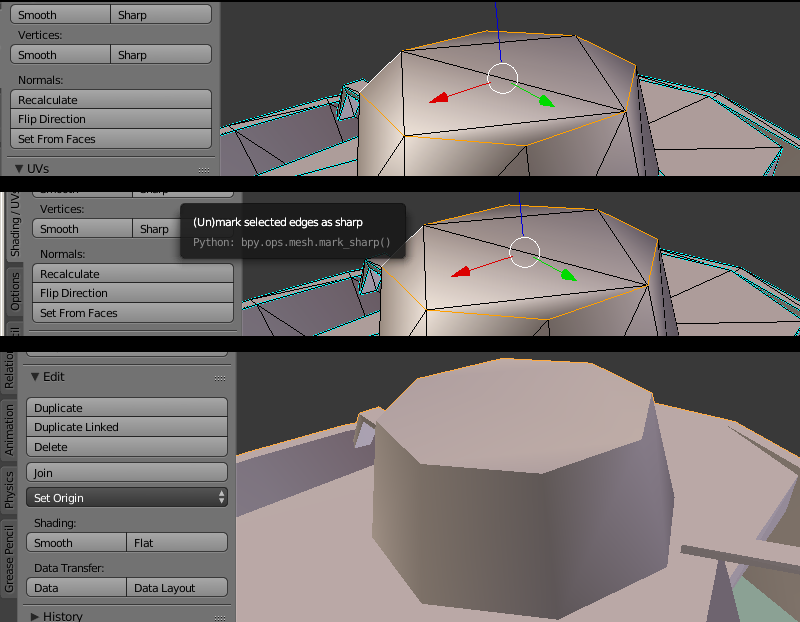 Smooth Sharp
Vertices:
Smooth Sharp
Normals:
Recalculate
Flip Direction
Set From Faces
▼ UVs
Smooth Sharp
Shading / UVs
Vertices:
Smooth Sharp
(Un)mark selected edges as sharp
Python: bpy.ops.mesh.mark_sharp()
Normals:
Recalculate
Options
Flip Direction
Set From Faces
Relatio
▼ Edit
Animation
Duplicate
Duplicate Linked
Delete
Physics
Join
Set Origin
Grease Pencil
Shading:
Smooth Flat
Data Transfer:
Data Data Layout
▶ History